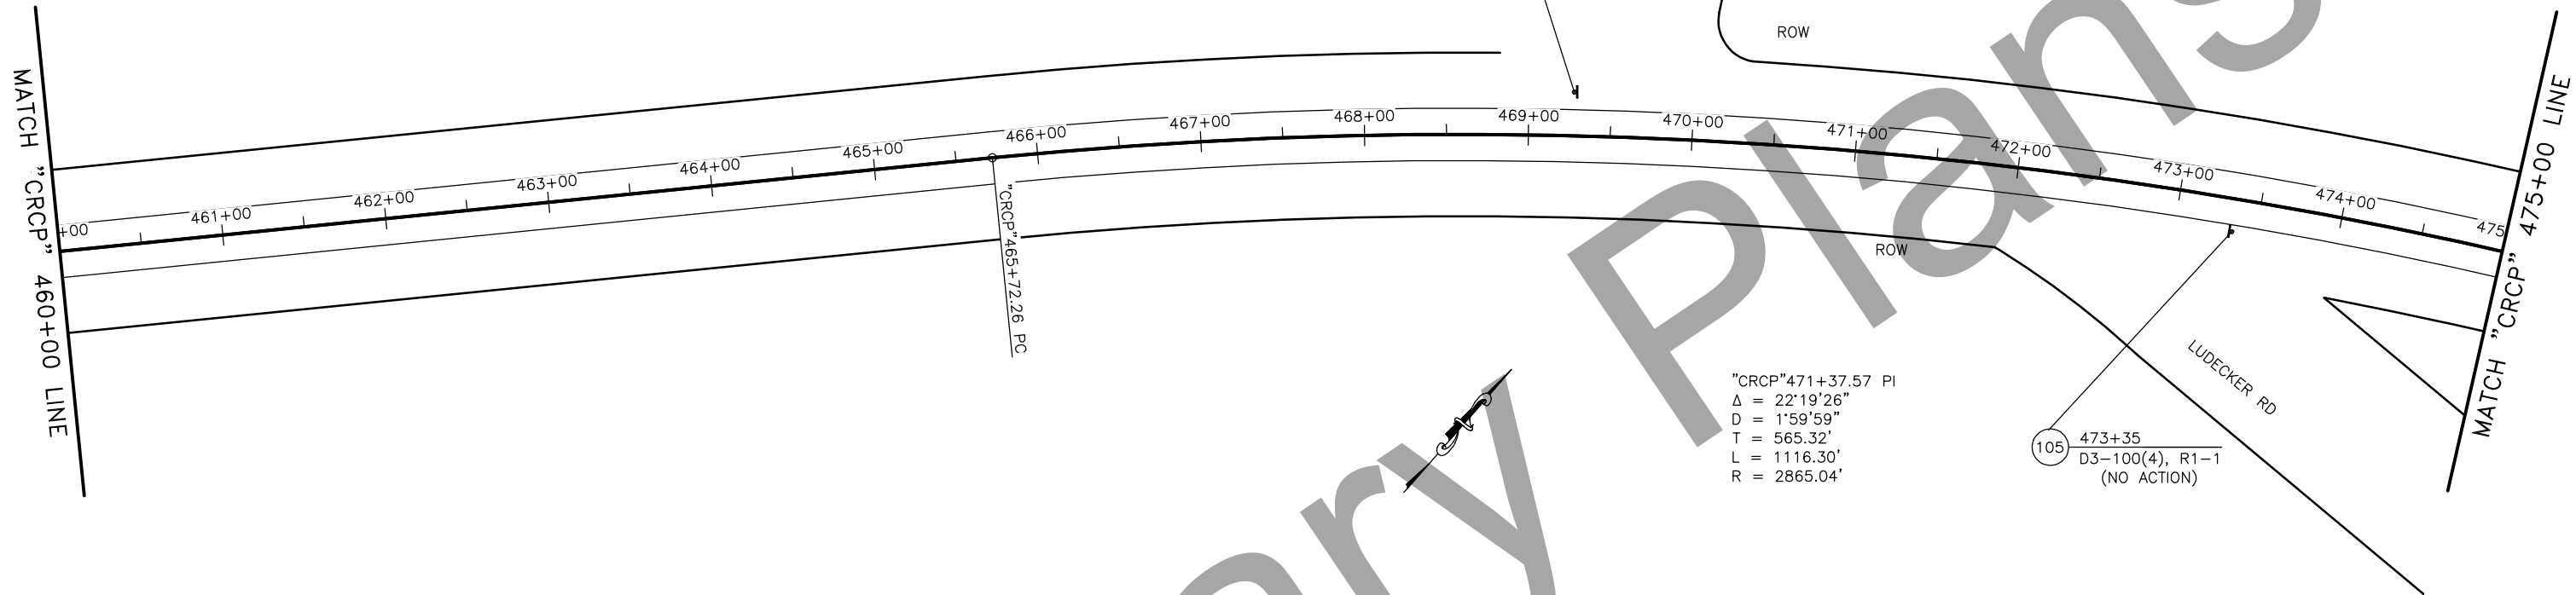 ROW
MATCH "CRCP" 460+00 LINE
+00
461+00
462+00
463+00
464+00
465+00
466+00
467+00
468+00
469+00
470+00
471+00
472+00
473+00
474+00
475
MATCH "CRCP" 475+00 LINE
"CRCP"465+72.26 PC
ROW
LUDECKER RD
"CRCP"471+37.57 PI
Δ = 22°19'26"
D = 1°59'59"
T = 565.32'
L = 1116.30'
R = 2865.04'
105
473+35
D3-100(4), R1-1
(NO ACTION)
ary Plans